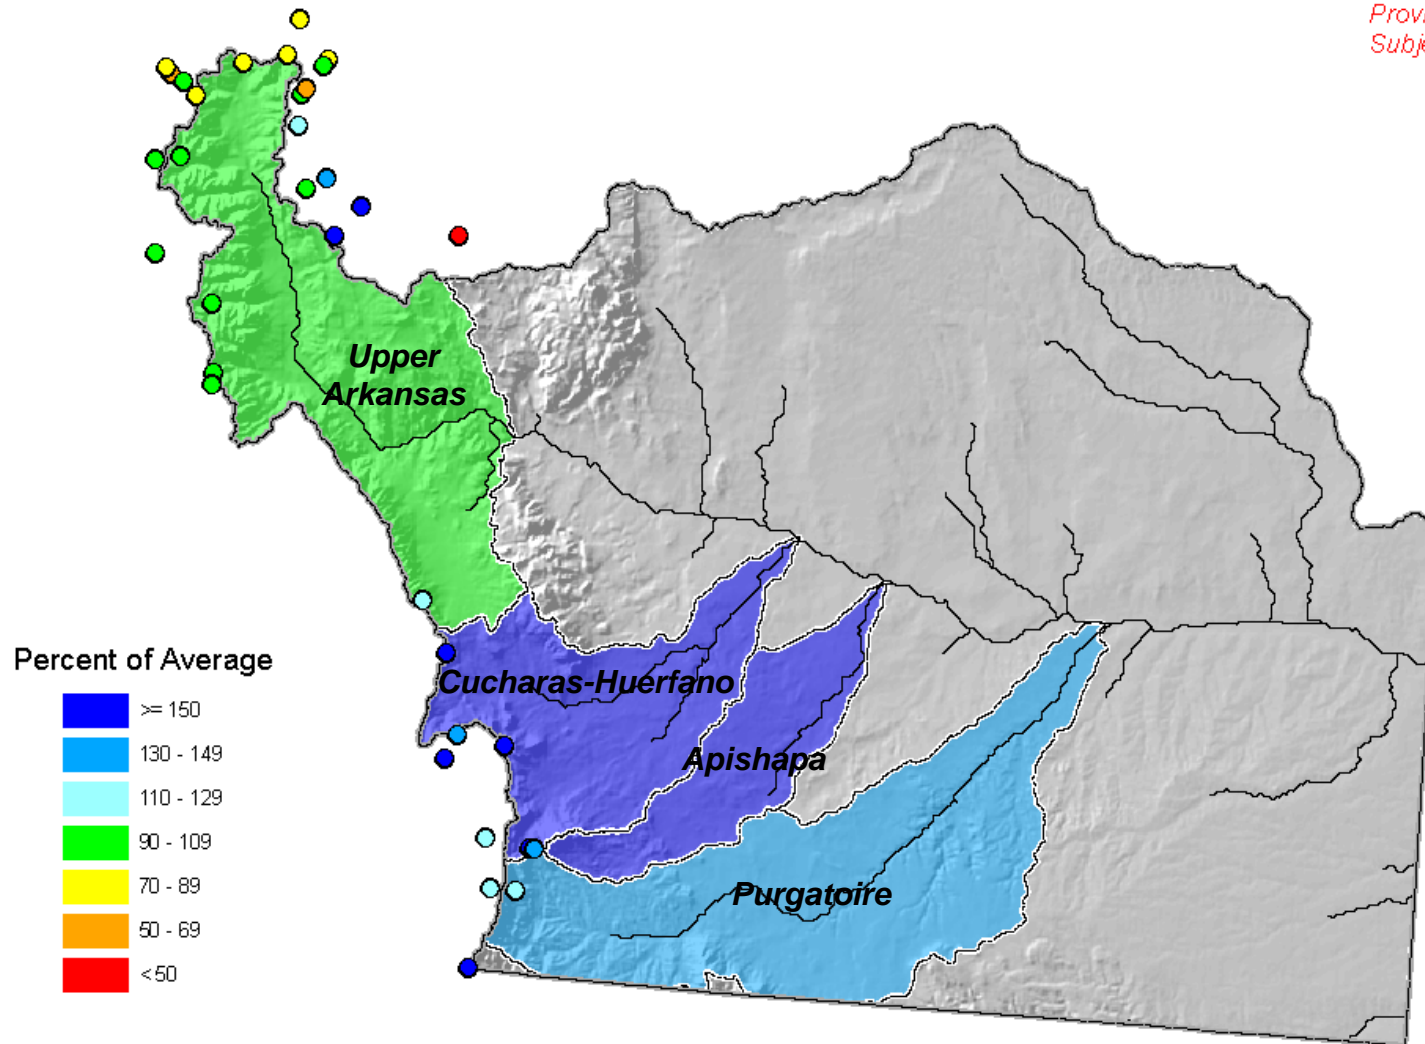 Upper
Arkansas
Cucharas-Huerfano
Apishapa
Purgatoire
Percent of Average
>= 150
130 - 149
110 - 129
90 - 109
70 - 89
50 - 69
<50